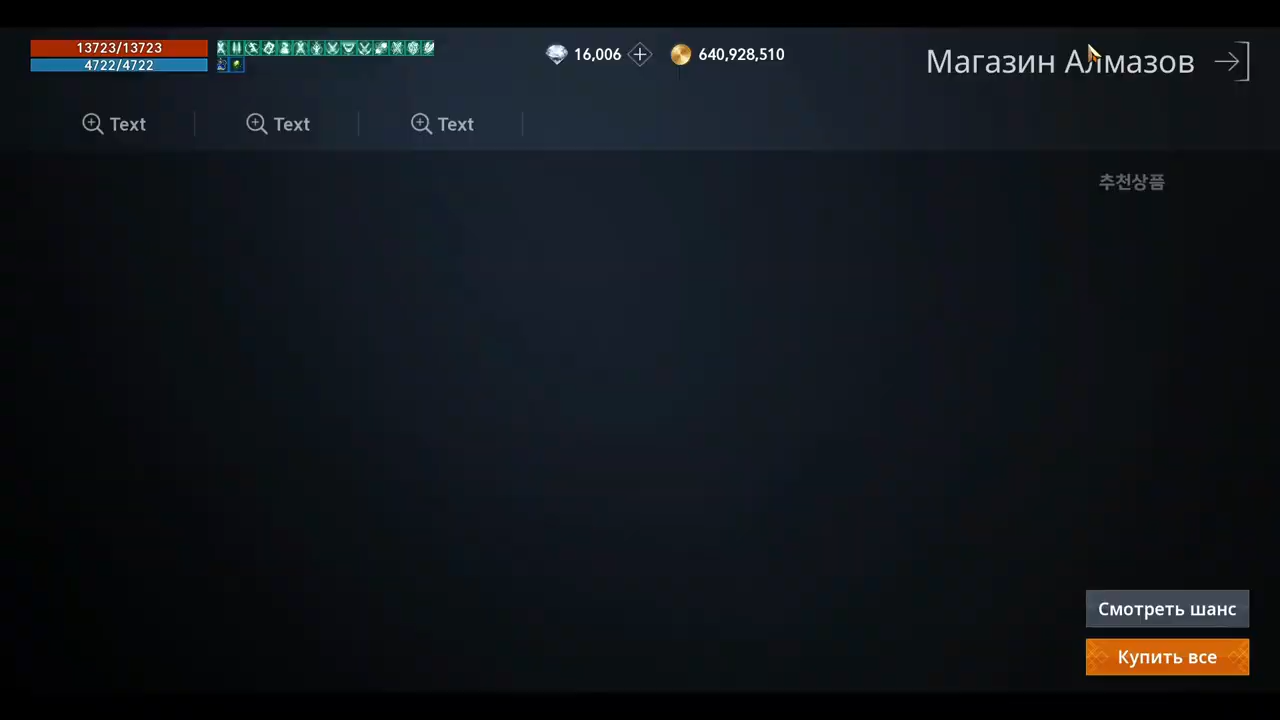 13723/13723
4722/4722
16,006
640,928,510
Магазин Алмазов
Text
Text
Text
추천상품
Смотреть шанс
Купить все